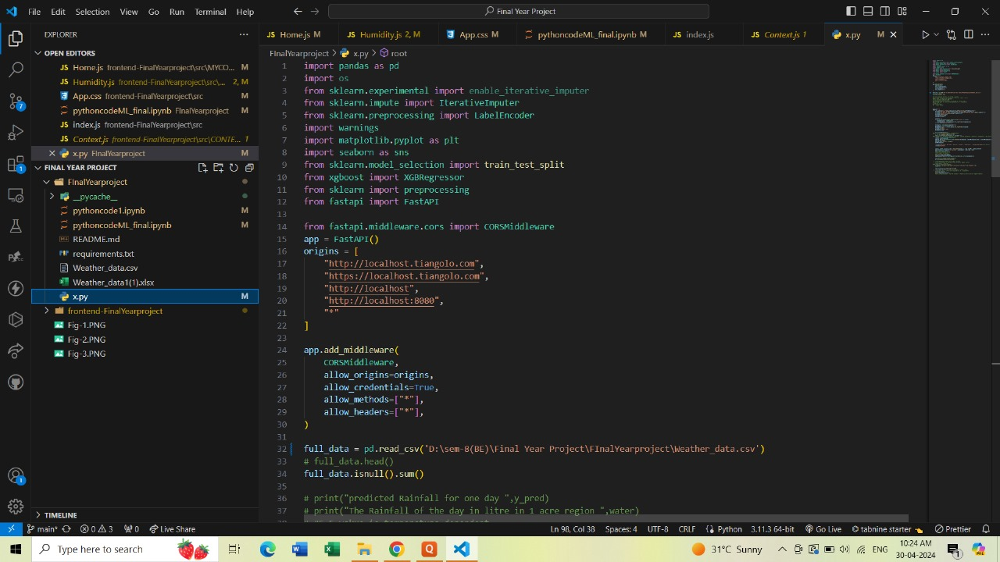 File Edit Selection View Go Run Terminal Help
Final Year Project
EXPLORER
OPEN EDITORS
Home.js frontend-FinalYearproject\src\MYCO... M
Humidity.js frontend-FinalYearproject\src\... 2, M
App.css frontend-FinalYearproject\src M
pythoncodeML_final.ipynb FInalYearproject M
index.js frontend-FinalYearproject\src
Context.js frontend-FinalYearproject\src\CONTE... 1
x.py FInalYearproject M
FINAL YEAR PROJECT
FInalYearproject
__pycache__
pythoncode1.ipynb M
pythoncodeML_final.ipynb M
README.md
requirements.txt
Weather_data.csv
Weather_data1(1).xlsx
x.py M
frontend-FinalYearproject
Fig-1.PNG
Fig-2.PNG
Fig-3.PNG
TIMELINE
7
1
1
Home.js M Humidity.js 2, M App.css M pythoncodeML_final.ipynb M index.js Context.js 1 x.py M
FInalYearproject > x.py > root
1 import pandas as pd
2 import os
3 from sklearn.experimental import enable_iterative_imputer
4 from sklearn.impute import IterativeImputer
5 from sklearn.preprocessing import LabelEncoder
6 import warnings
7 import matplotlib.pyplot as plt
8 import seaborn as sns
9 from sklearn.model_selection import train_test_split
10 from xgboost import XGBRegressor
11 from sklearn import preprocessing
12 from fastapi import FastAPI
13
14 from fastapi.middleware.cors import CORSMiddleware
15 app = FastAPI()
16 origins = [
17 "http://localhost.tiangolo.com",
18 "https://localhost.tiangolo.com",
19 "http://localhost",
20 "http://localhost:8080",
21 "*"
22 ]
23
24 app.add_middleware(
25 CORSMiddleware,
26 allow_origins=origins,
27 allow_credentials=True,
28 allow_methods=["*"],
29 allow_headers=["*"],
30 )
31
32 full_data = pd.read_csv('D:\sem-8(BE)\Final Year Project\FInalYearproject\Weather_data.csv')
33 # full_data.head()
34 full_data.isnull().sum()
35
36 # print("predicted Rainfall for one day ",y_pred)
37 # print("The Rainfall of the day in litre in 1 acre region ",water)
main* 0 3 0 Live Share Ln 98, Col 38 Spaces: 4 UTF-8 CRLF Python 3.11.3 64-bit Go Live tabnine starter Prettier
Type here to search
31°C Sunny
ENG
10:24 AM
30-04-2024
1